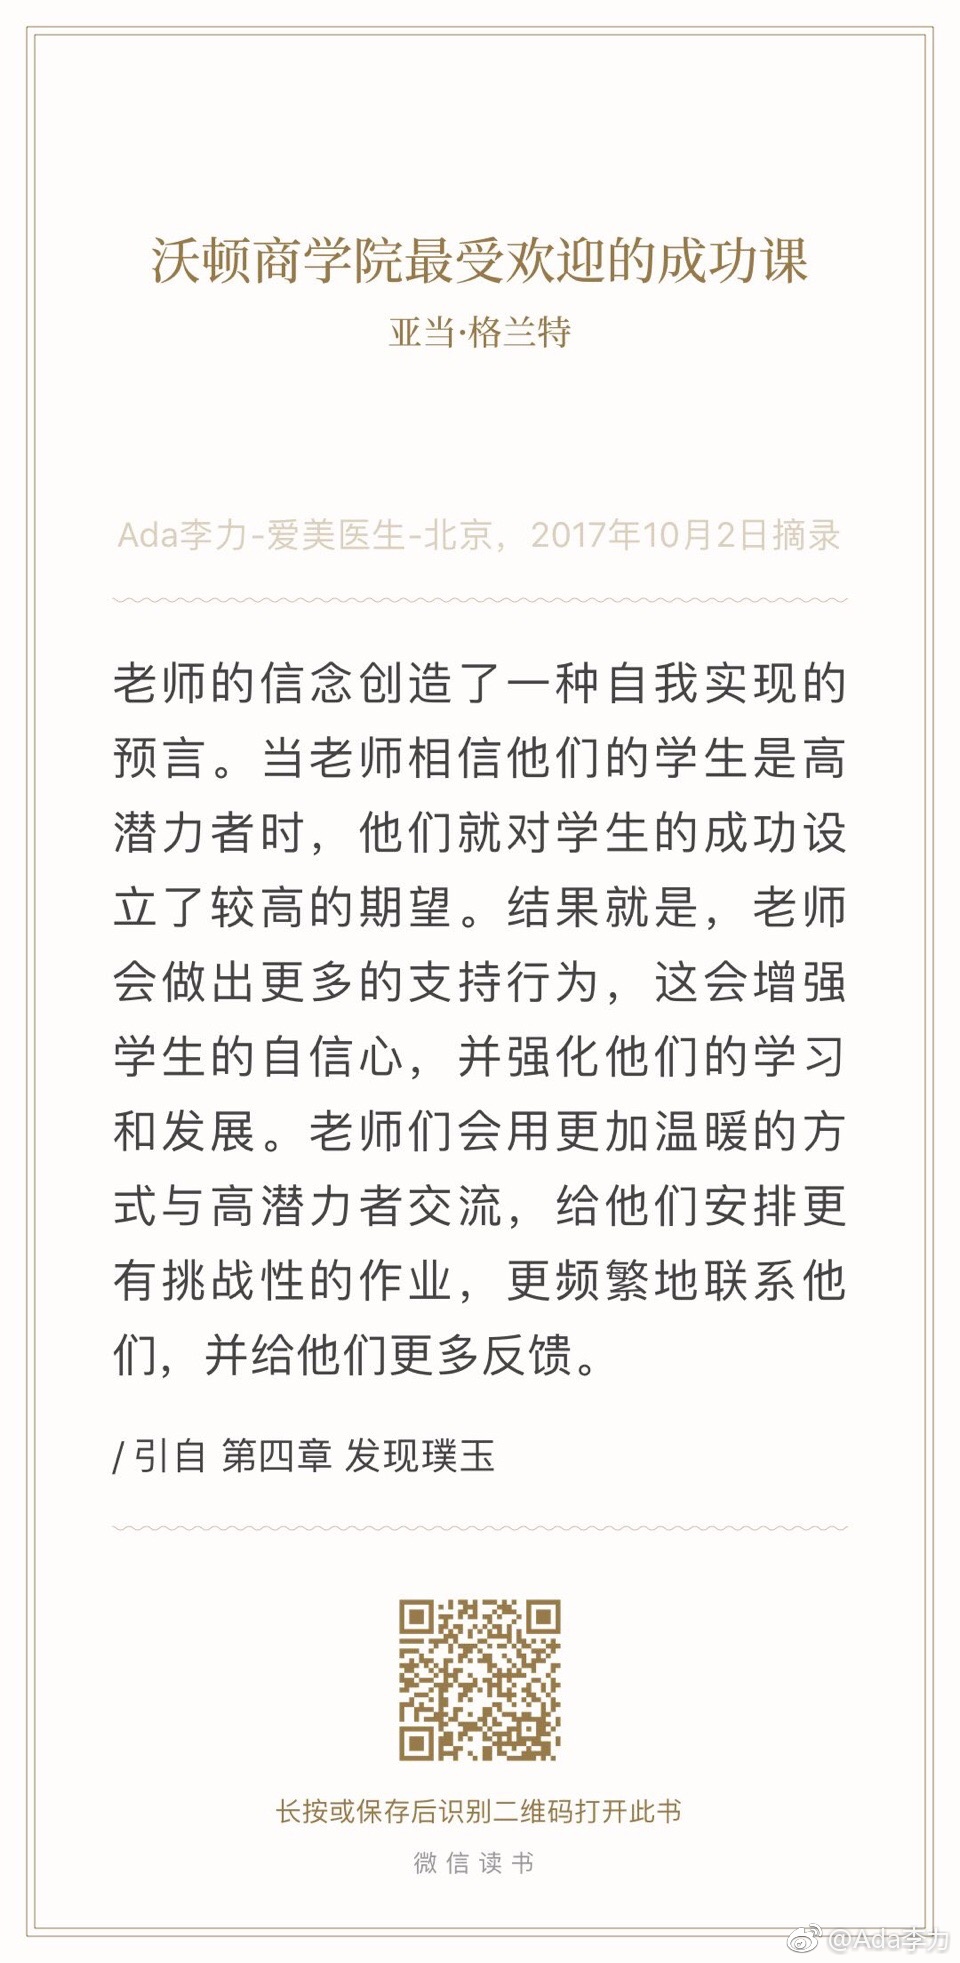 沃顿商学院最受欢迎的成功课
亚当·格兰特
Ada李力-爱美医生-北京，2017年10月2日摘录
老师的信念创造了一种自我实现的
预言。当老师相信他们的学生是高
潜力者时，他们就对学生的成功设
立了较高的期望。结果就是，老师
会做出更多的支持行为，这会增强
学生的自信心，并强化他们的学习
和发展。老师们会用更加温暖的方
式与高潜力者交流，给他们安排更
有挑战性的作业，更频繁地联系他
们，并给他们更多反馈。
/ 引自 第四章 发现璞玉
长按或保存后识别二维码打开此书
微信读书
@Ada李力